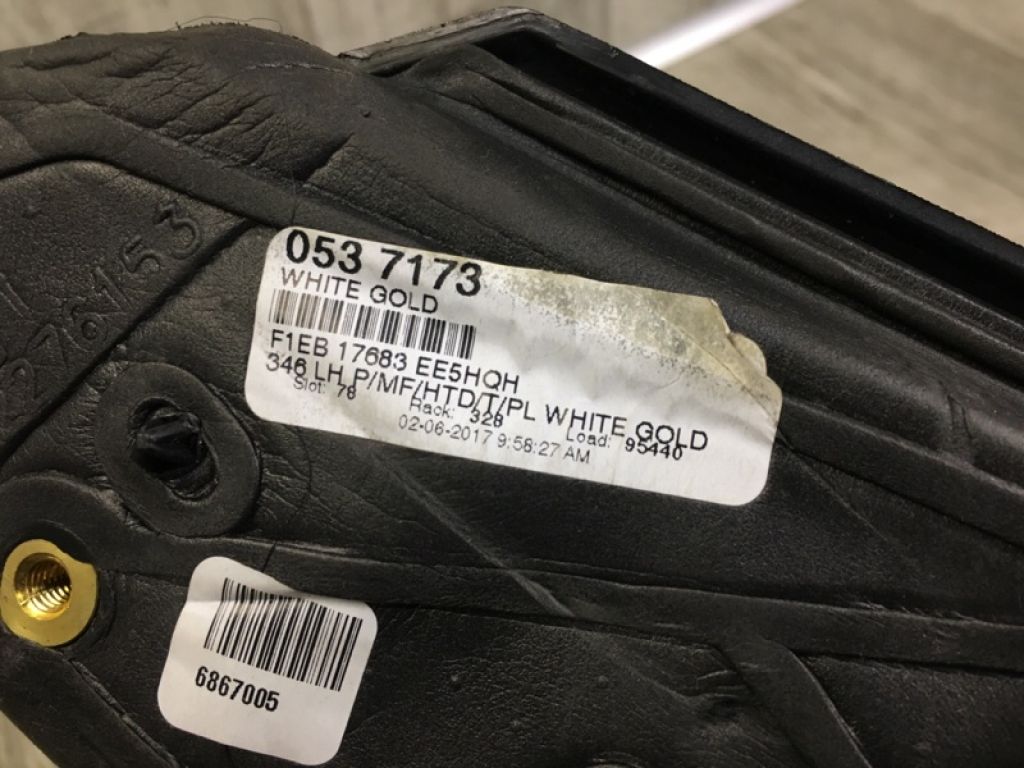 053 7173
WHITE GOLD
F1EB 17683 EE5HQH
346 LH P/MF/HTD/T/PL WHITE GOLD
Slot: 78 Rack: 328 Load: 95440
02-06-2017 9:58:27 AM
6867005